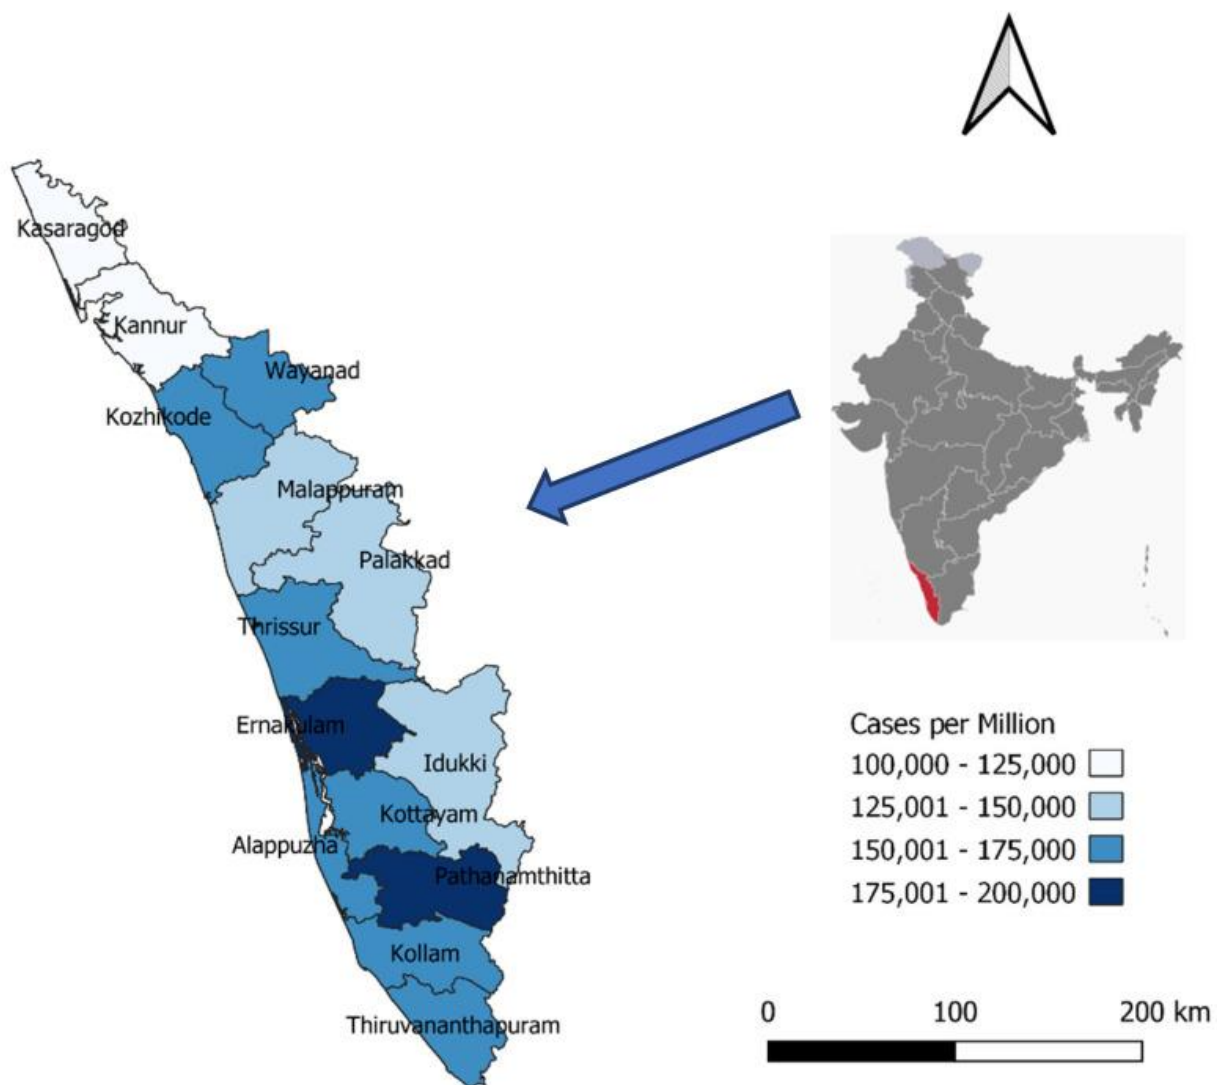 Kasaragod
Kannur
Wayanad
Kozhikode
Malappuram
Palakkad
Thrissur
Ernakulam
Idukki
Kottayam
Alappuzha
Pathanamthitta
Kollam
Thiruvananthapuram
Cases per Million
100,000 - 125,000
125,001 - 150,000
150,001 - 175,000
175,001 - 200,000
0 100 200 km